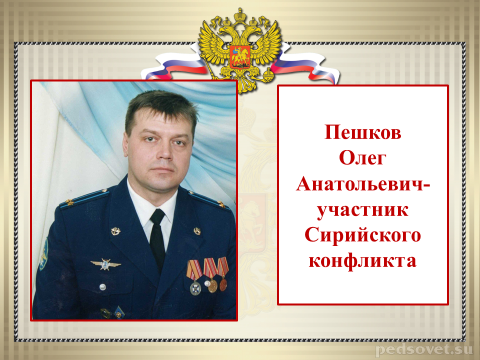 Пешков
Олег
Анатольевич-
участник
Сирийского
конфликта
pedsovet.su